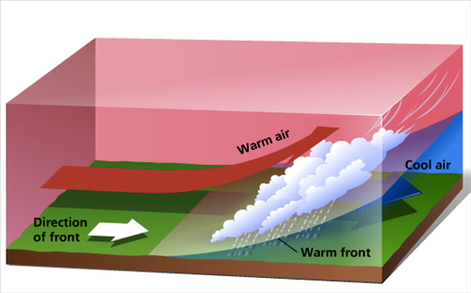 Warm air
Cool air
Direction
of front
Warm front